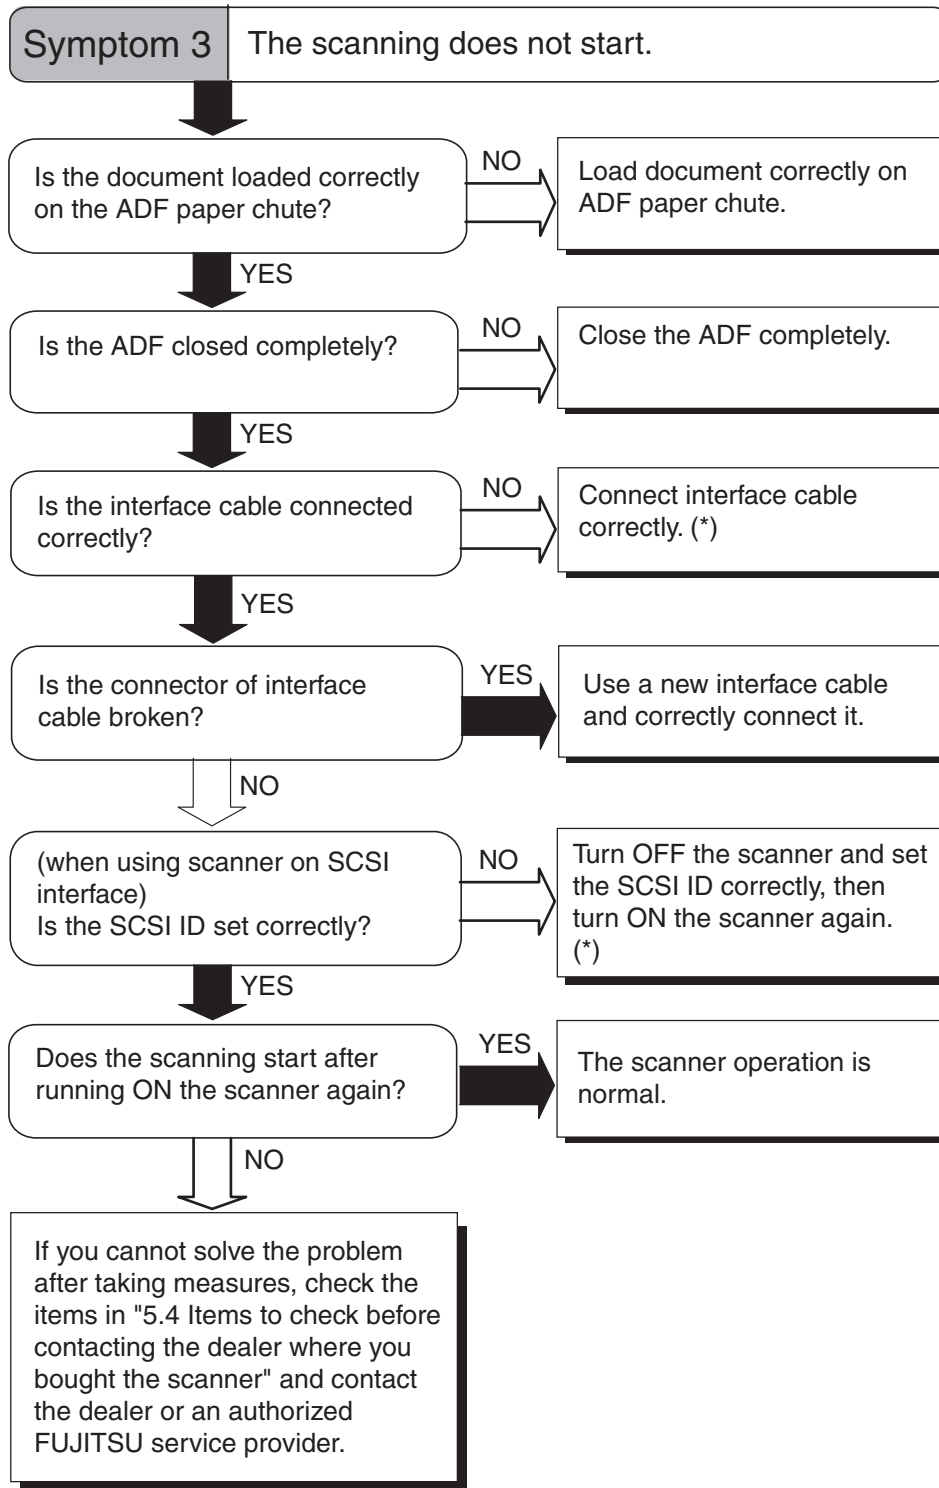 Symptom 3
The scanning does not start.
Is the document loaded correctly
on the ADF paper chute?
NO
Load document correctly on
ADF paper chute.
YES
Is the ADF closed completely?
NO
Close the ADF completely.
YES
Is the interface cable connected
correctly?
NO
Connect interface cable
correctly. (*)
YES
Is the connector of interface
cable broken?
YES
Use a new interface cable
and correctly connect it.
NO
(when using scanner on SCSI
interface)
Is the SCSI ID set correctly?
NO
Turn OFF the scanner and set
the SCSI ID correctly, then
turn ON the scanner again.
(*)
YES
Does the scanning start after
running ON the scanner again?
YES
The scanner operation is
normal.
NO
If you cannot solve the problem
after taking measures, check the
items in "5.4 Items to check before
contacting the dealer where you
bought the scanner" and contact
the dealer or an authorized
FUJITSU service provider.